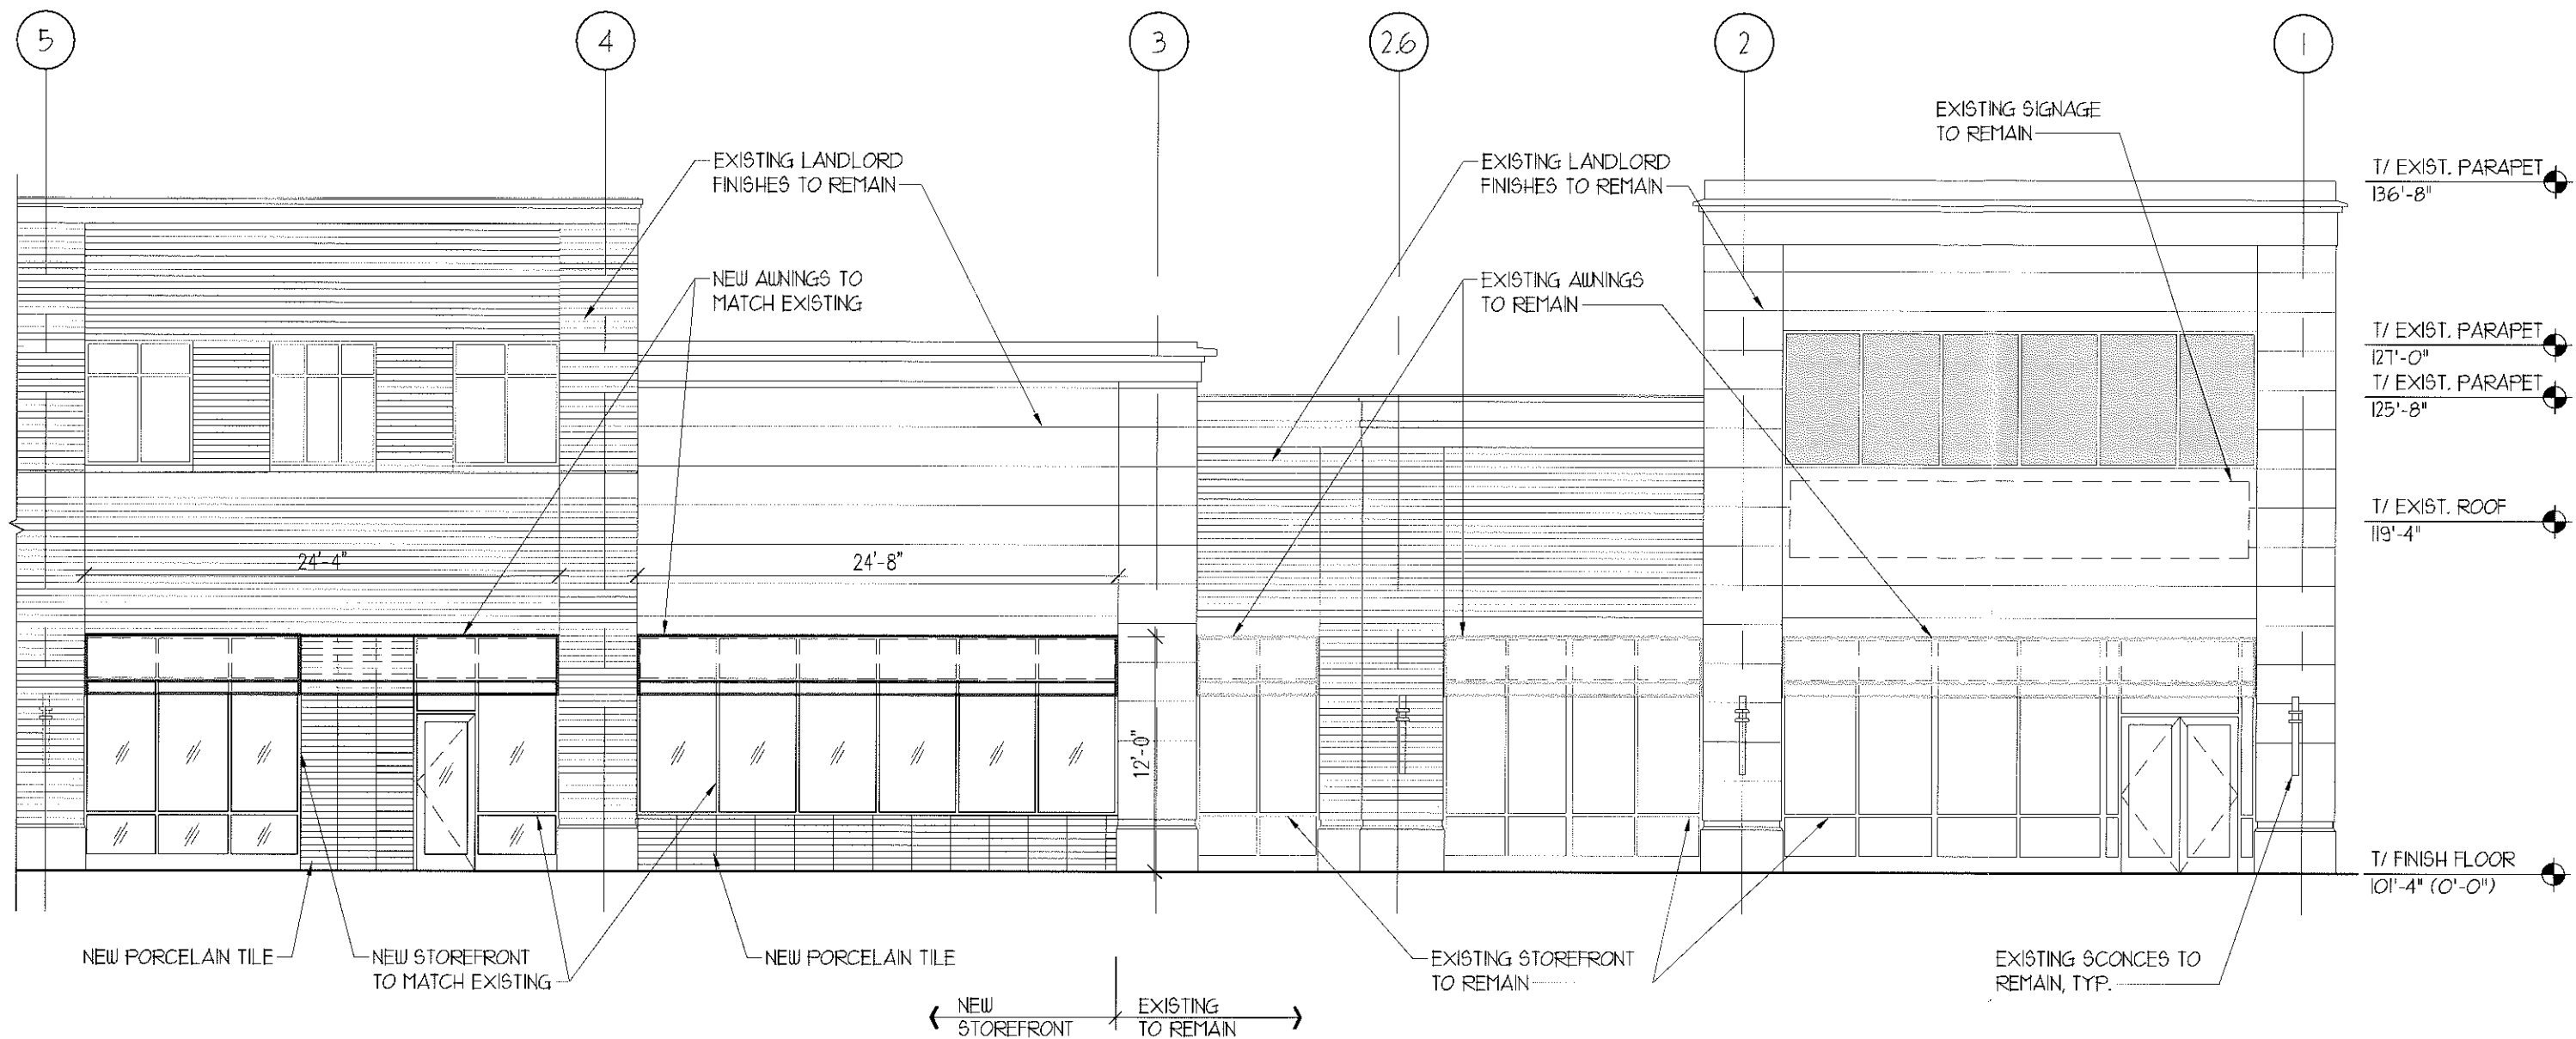 5
4
3
2.6
2
1
EXISTING SIGNAGE
TO REMAIN
EXISTING LANDLORD
FINISHES TO REMAIN
EXISTING LANDLORD
FINISHES TO REMAIN
T/ EXIST. PARAPET
136'-8"
NEW AWNINGS TO
MATCH EXISTING
EXISTING AWNINGS
TO REMAIN
T/ EXIST. PARAPET
127'-0"
T/ EXIST. PARAPET
125'-8"
T/ EXIST. ROOF
119'-4"
24'-4"
24'-8"
12'-0"
T/ FINISH FLOOR
101'-4" (0'-0")
NEW PORCELAIN TILE
NEW STOREFRONT
TO MATCH EXISTING
NEW PORCELAIN TILE
EXISTING STOREFRONT
TO REMAIN
EXISTING SCONCES TO
REMAIN, TYP.
NEW
STOREFRONT
EXISTING
TO REMAIN